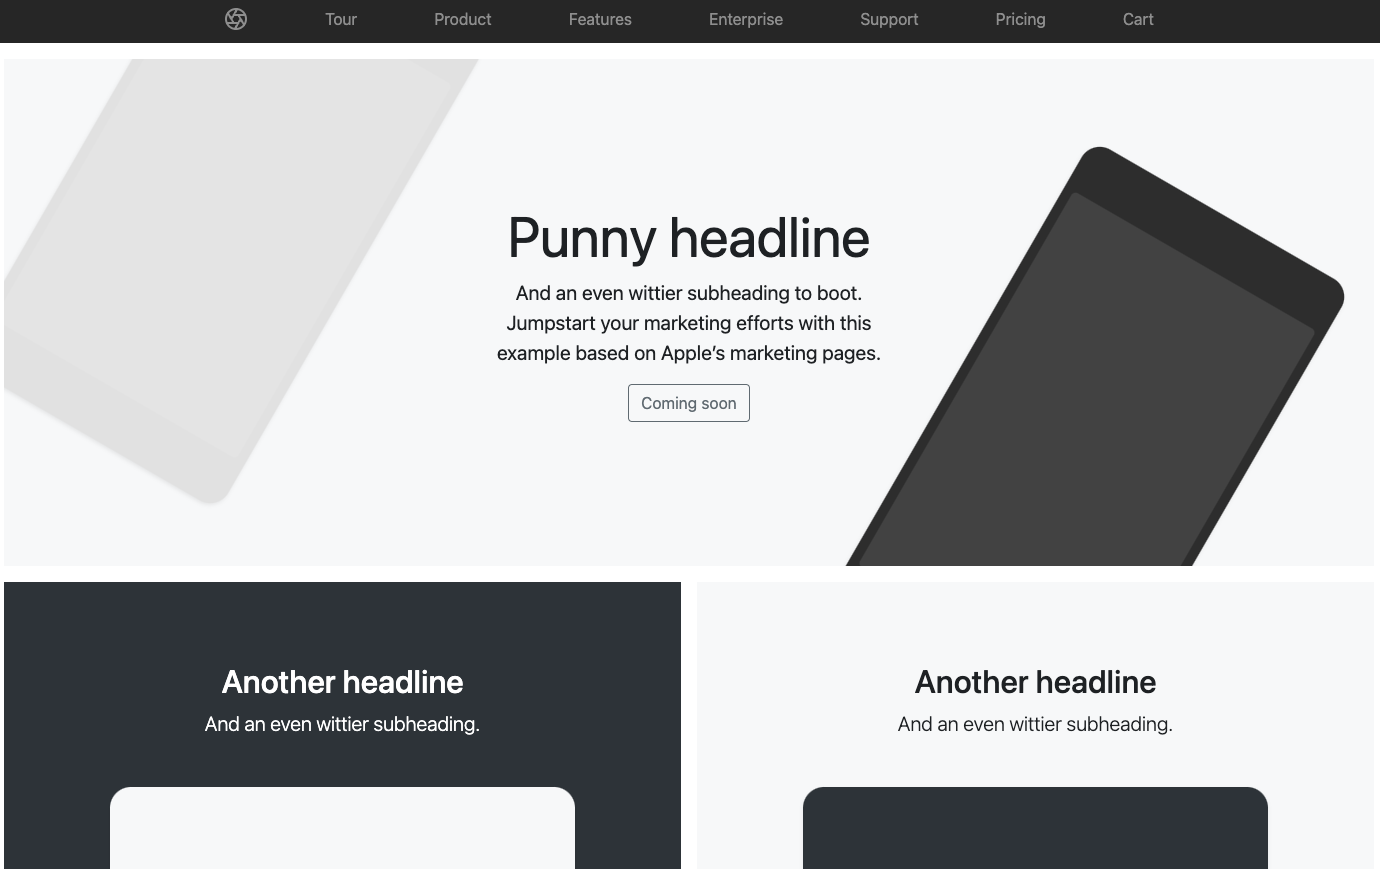 Tour Product Features Enterprise Support Pricing Cart
Punny headline
And an even wittier subheading to boot.
Jumpstart your marketing efforts with this
example based on Apple’s marketing pages.
Coming soon
Another headline
And an even wittier subheading.
Another headline
And an even wittier subheading.